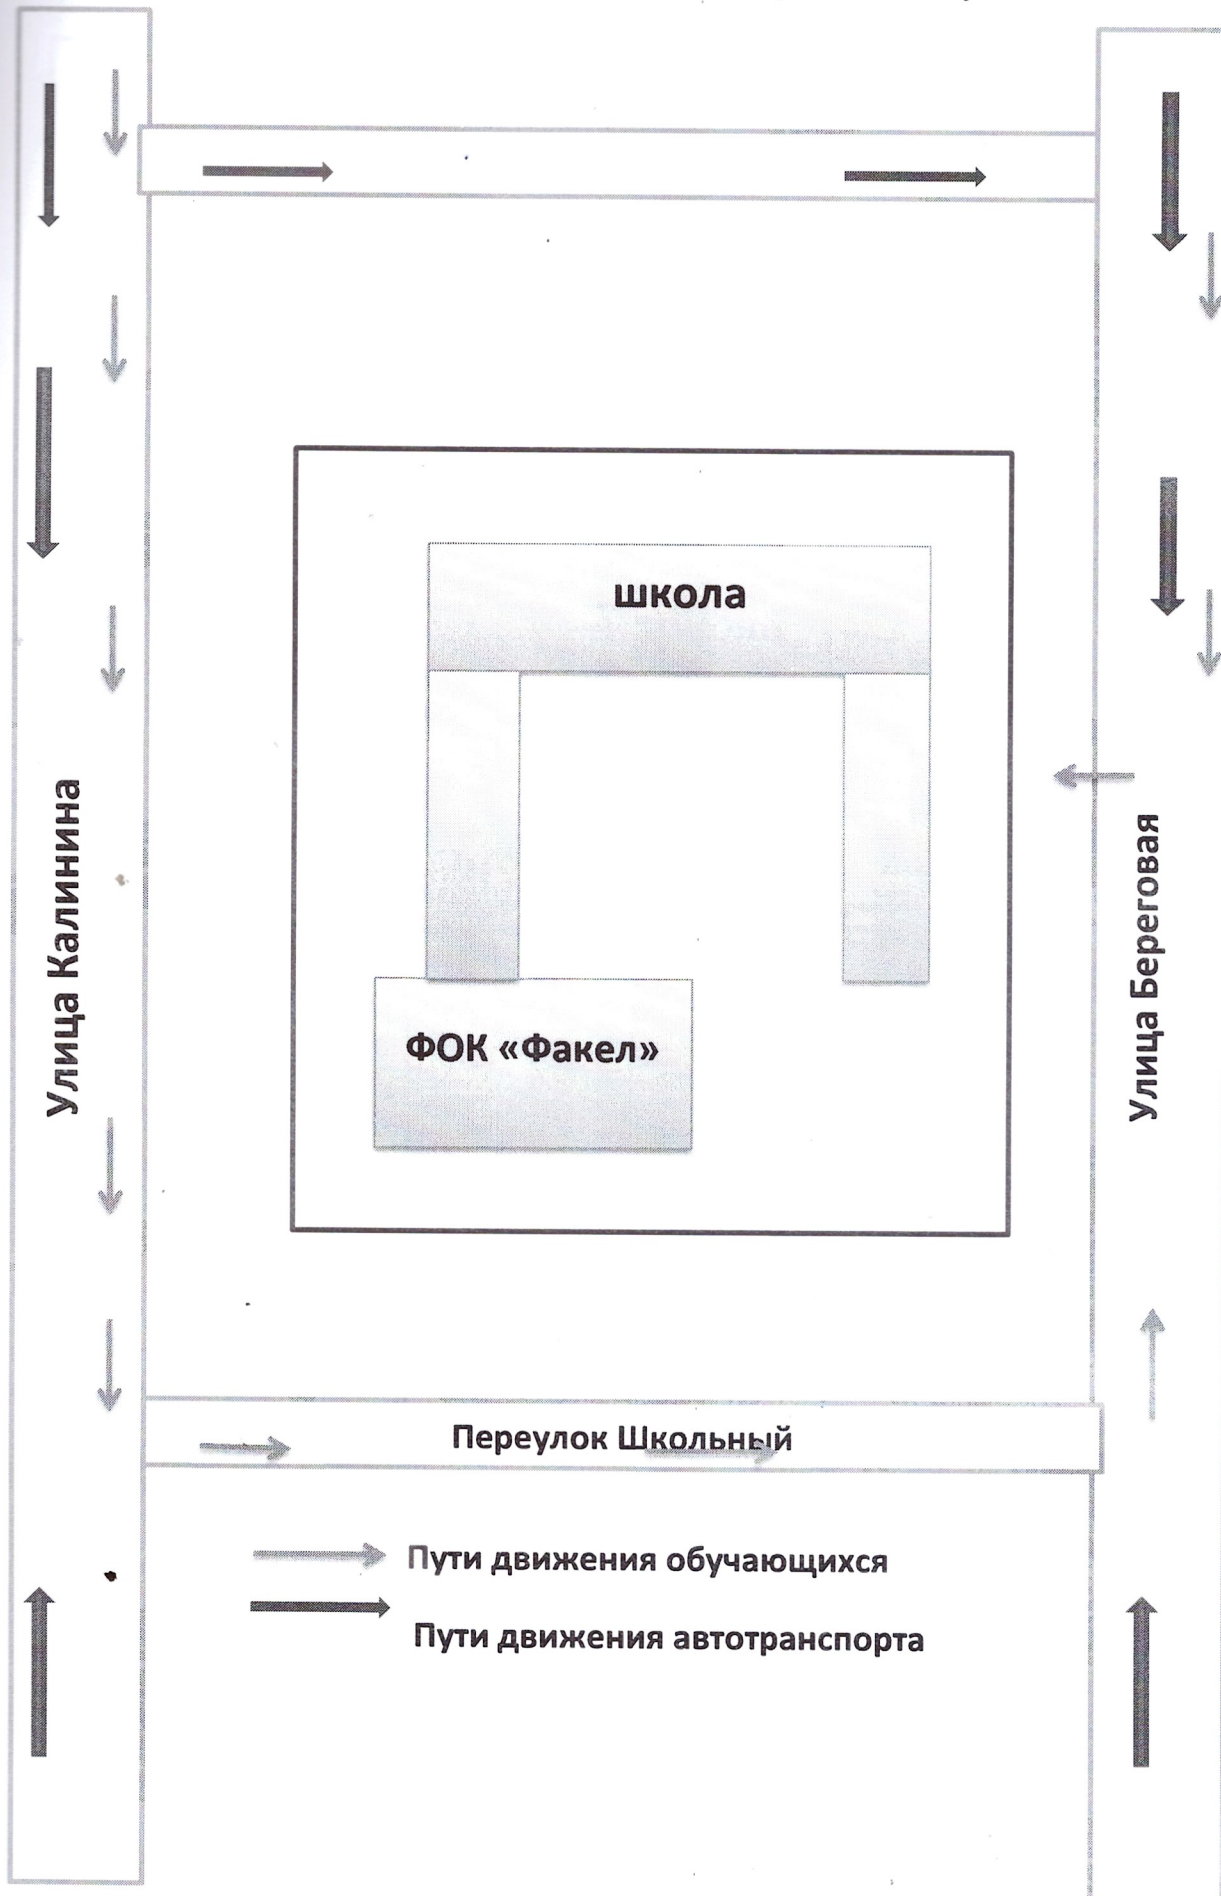 школа
Улица Калинина
Улица Береговая
ФОК «Факел»
Переулок Школьный
Пути движения обучающихся
Пути движения автотранспорта